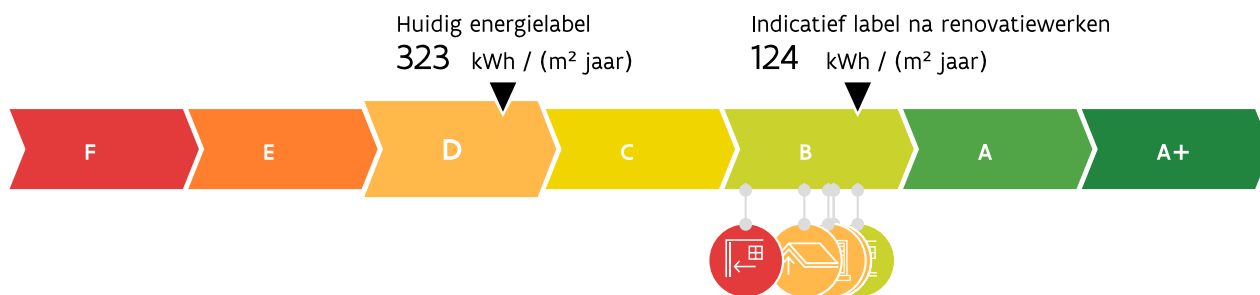 Huidig energielabel
323 kWh / (m² jaar)
Indicatief label na renovatiewerken
124 kWh / (m² jaar)
F E D C B A A+